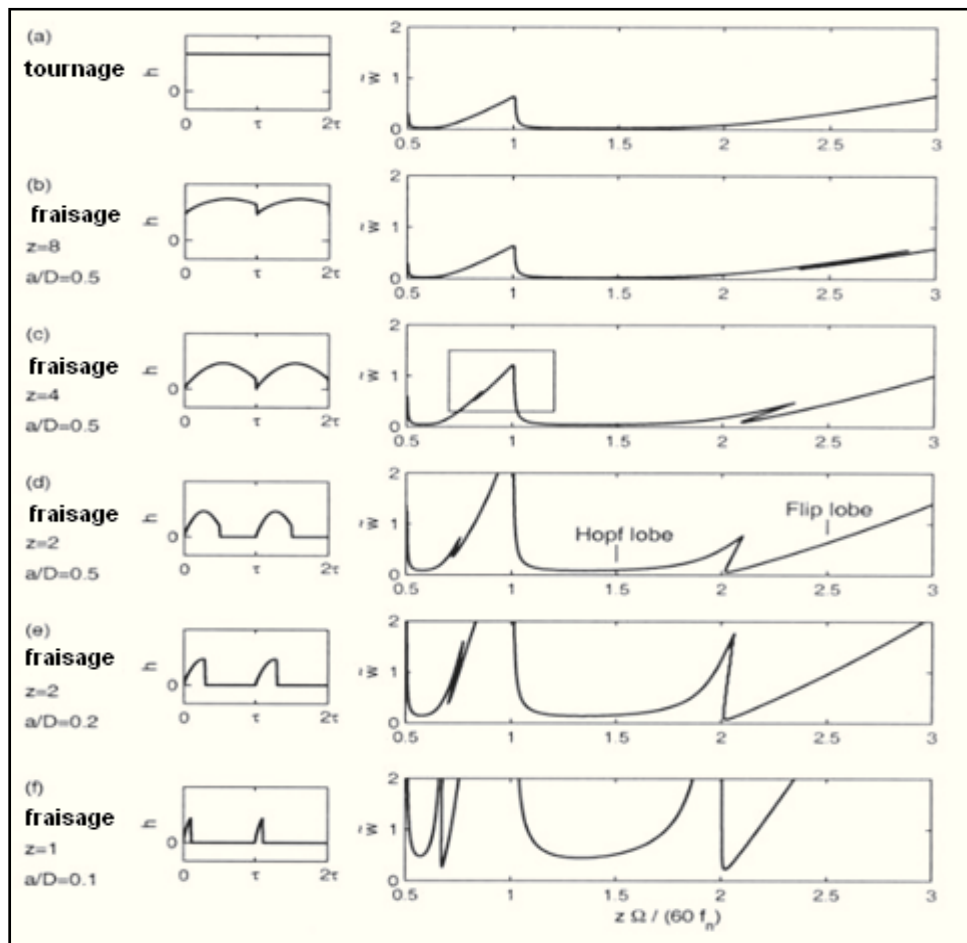 (a)
tournage
h
0
0 τ 2τ
w̃
2
1
0
0.5 1 1.5 2 2.5 3
(b)
fraisage
z=8
a/D=0.5
h
0
0 τ 2τ
w̃
2
1
0
0.5 1 1.5 2 2.5 3
(c)
fraisage
z=4
a/D=0.5
h
0
0 τ 2τ
w̃
2
1
0
0.5 1 1.5 2 2.5 3
(d)
fraisage
z=2
a/D=0.5
h
0
0 τ 2τ
w̃
2
1
0
Hopf lobe
Flip lobe
0.5 1 1.5 2 2.5 3
(e)
fraisage
z=2
a/D=0.2
h
0
0 τ 2τ
w̃
2
1
0
0.5 1 1.5 2 2.5 3
(f)
fraisage
z=1
a/D=0.1
h
0
0 τ 2τ
w̃
2
1
0
0.5 1 1.5 2 2.5 3
z Ω / (60 fₙ)